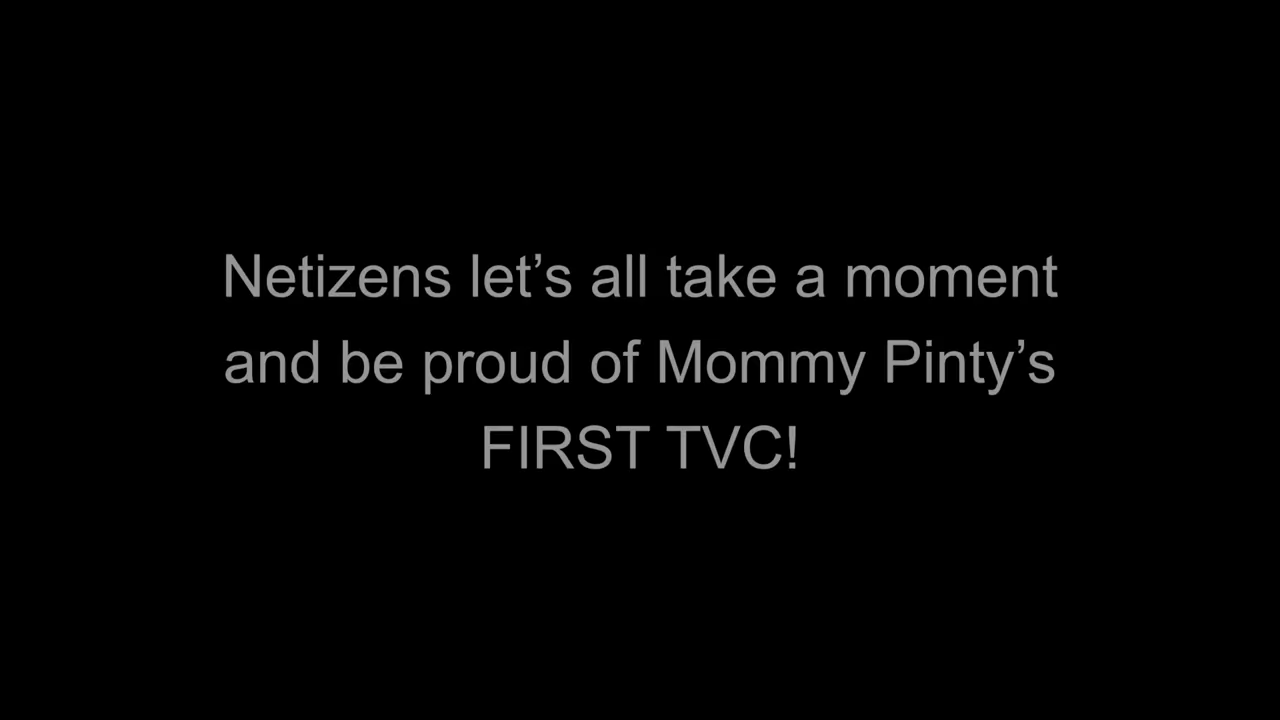 Netizens let’s all take a moment
and be proud of Mommy Pinty’s
FIRST TVC!